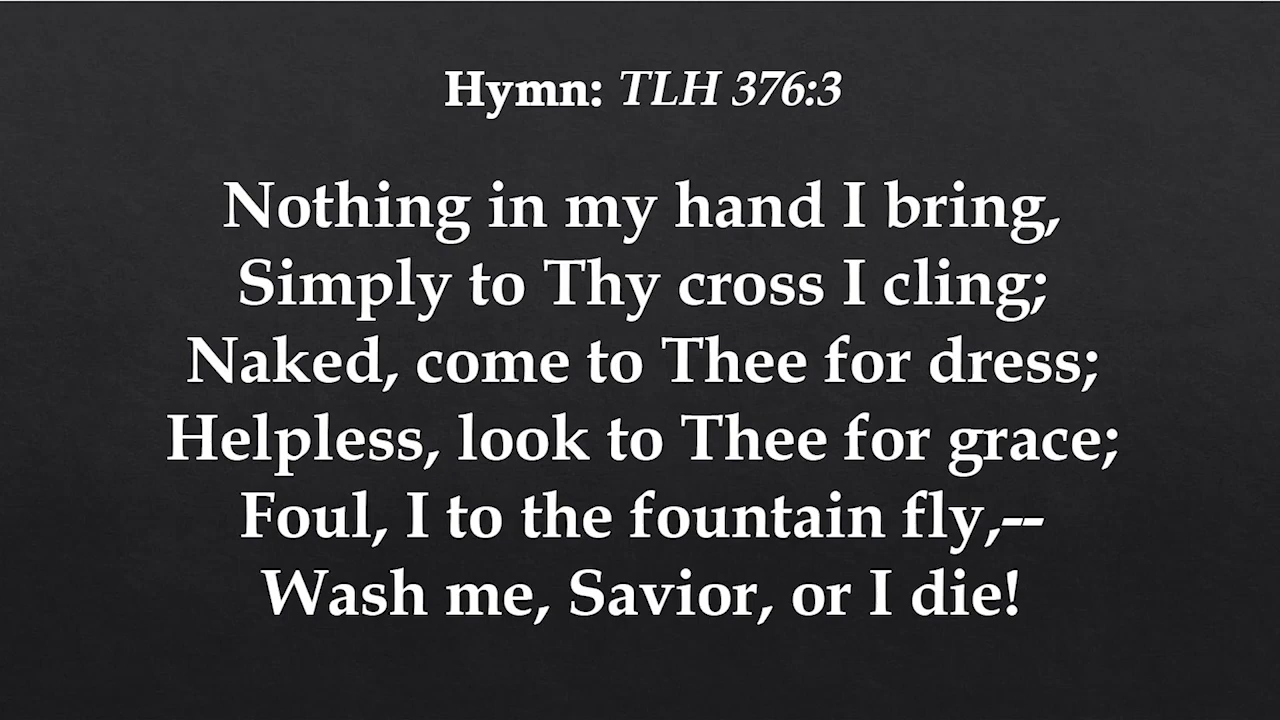 Hymn: TLH 376:3
Nothing in my hand I bring,
Simply to Thy cross I cling;
Naked, come to Thee for dress;
Helpless, look to Thee for grace;
Foul, I to the fountain fly,--
Wash me, Savior, or I die!